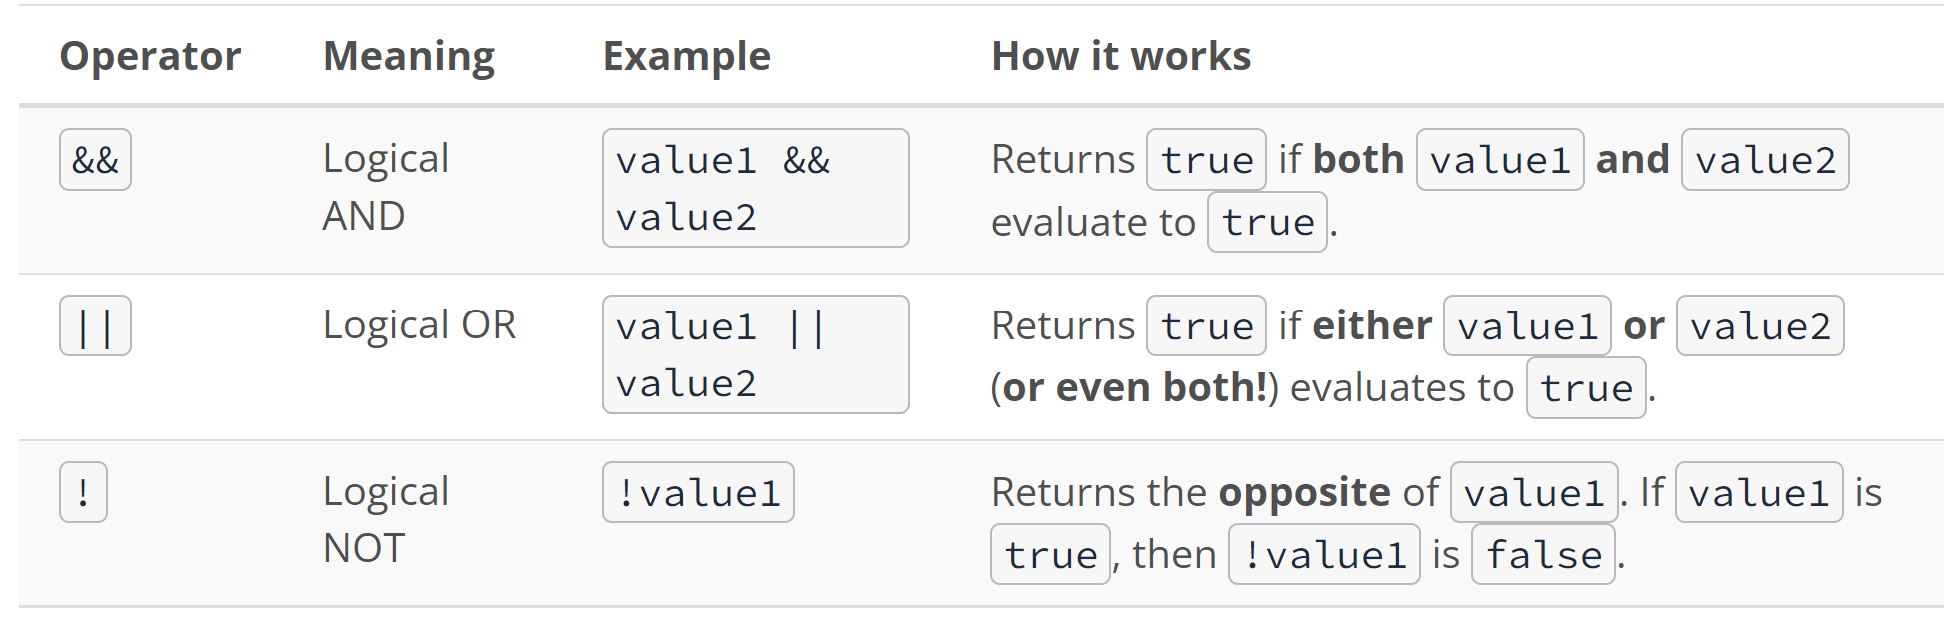 Operator Meaning Example How it works
&& Logical AND value1 && value2 Returns true if both value1 and value2
evaluate to true.
|| Logical OR value1 || value2 Returns true if either value1 or value2
(or even both!) evaluates to true.
! Logical NOT !value1 Returns the opposite of value1. If value1 is
true, then !value1 is false.